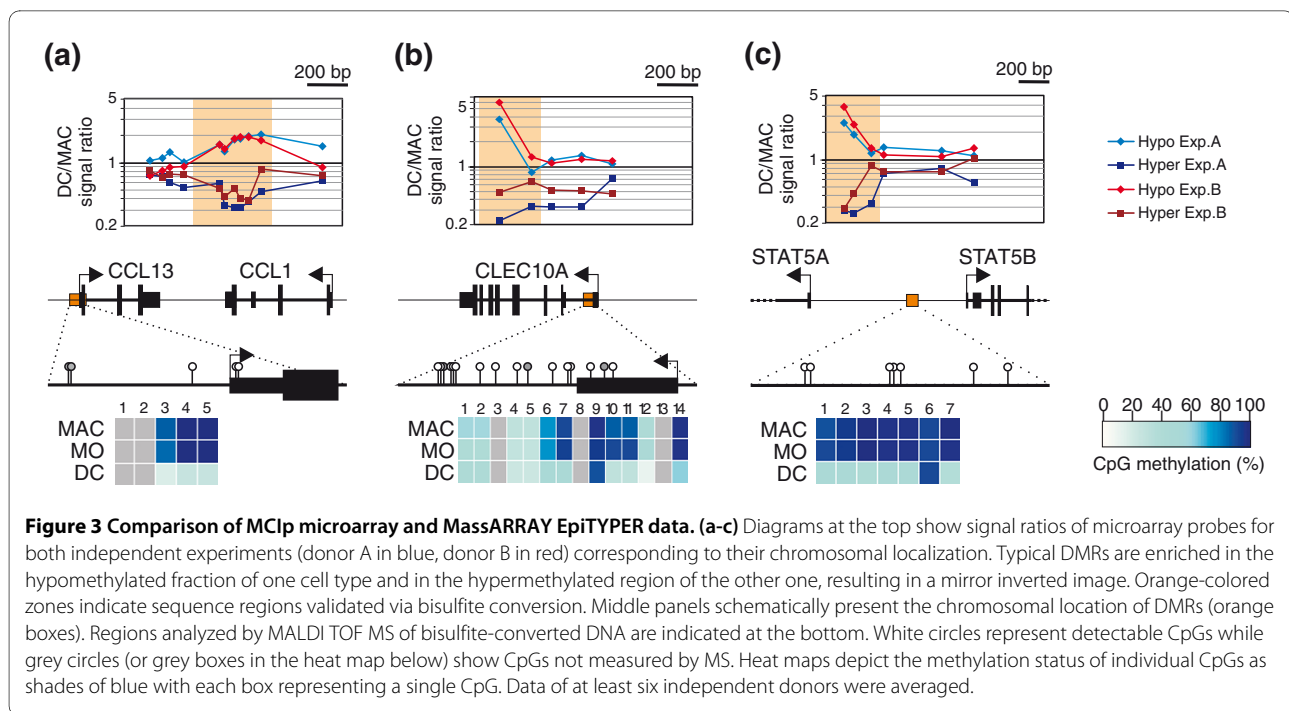 (a)
200 bp
5
1
0.2
DC/MAC
signal ratio
(b)
200 bp
5
1
0.2
DC/MAC
signal ratio
(c)
200 bp
5
1
0.2
DC/MAC
signal ratio
Hypo Exp.A
Hyper Exp.A
Hypo Exp.B
Hyper Exp.B
CCL13 CCL1
CLEC10A
STAT5A STAT5B
1 2 3 4 5
MAC
MO
DC
1 2 3 4 5 6 7 8 9 10 11 12 13 14
MAC
MO
DC
1 2 3 4 5 6 7
MAC
MO
DC
0 20 40 60 80 100
CpG methylation (%)
Figure 3 Comparison of MCIp microarray and MassARRAY EpiTYPER data. (a-c) Diagrams at the top show signal ratios of microarray probes for
both independent experiments (donor A in blue, donor B in red) corresponding to their chromosomal localization. Typical DMRs are enriched in the
hypomethylated fraction of one cell type and in the hypermethylated region of the other one, resulting in a mirror inverted image. Orange-colored
zones indicate sequence regions validated via bisulfite conversion. Middle panels schematically present the chromosomal location of DMRs (orange
boxes). Regions analyzed by MALDI TOF MS of bisulfite-converted DNA are indicated at the bottom. White circles represent detectable CpGs while
grey circles (or grey boxes in the heat map below) show CpGs not measured by MS. Heat maps depict the methylation status of individual CpGs as
shades of blue with each box representing a single CpG. Data of at least six independent donors were averaged.